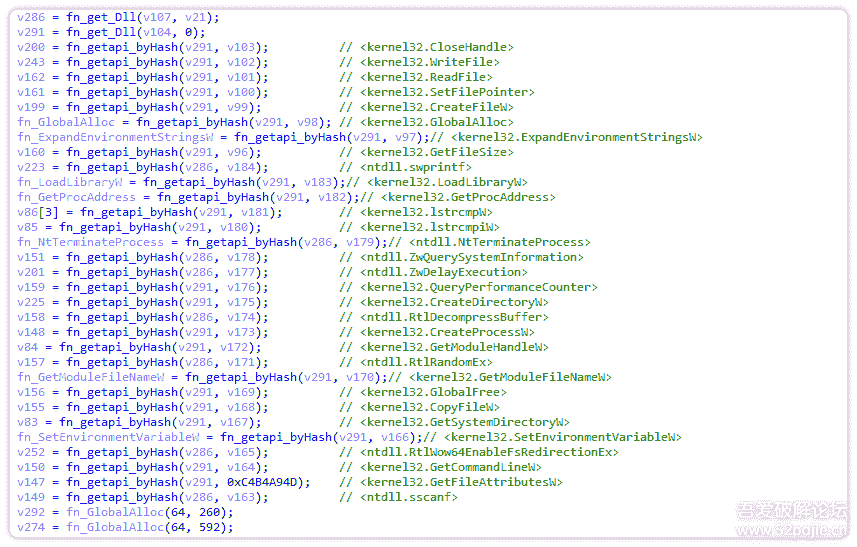 v286 = fn_get_Dll(v107, v21);
v291 = fn_get_Dll(v104, 0);
v200 = fn_getapi_byHash(v291, v103); // <kernel32.CloseHandle>
v243 = fn_getapi_byHash(v291, v102); // <kernel32.WriteFile>
v162 = fn_getapi_byHash(v291, v101); // <kernel32.ReadFile>
v161 = fn_getapi_byHash(v291, v100); // <kernel32.SetFilePointer>
v199 = fn_getapi_byHash(v291, v99); // <kernel32.CreateFileW>
fn_GlobalAlloc = fn_getapi_byHash(v291, v98); // <kernel32.GlobalAlloc>
fn_ExpandEnvironmentStringsW = fn_getapi_byHash(v291, v97);// <kernel32.ExpandEnvironmentStringsW>
v160 = fn_getapi_byHash(v291, v96); // <kernel32.GetFileSize>
v223 = fn_getapi_byHash(v286, v184); // <ntdll.swprintf>
fn_LoadLibraryW = fn_getapi_byHash(v291, v183);// <kernel32.LoadLibraryW>
fn_GetProcAddress = fn_getapi_byHash(v291, v182);// <kernel32.GetProcAddress>
v86[3] = fn_getapi_byHash(v291, v181); // <kernel32.lstrcmpW>
v85 = fn_getapi_byHash(v291, v180); // <kernel32.lstrcmpiW>
fn_NtTerminateProcess = fn_getapi_byHash(v286, v179);// <ntdll.NtTerminateProcess>
v151 = fn_getapi_byHash(v286, v178); // <ntdll.ZwQuerySystemInformation>
v201 = fn_getapi_byHash(v286, v177); // <ntdll.ZwDelayExecution>
v159 = fn_getapi_byHash(v291, v176); // <kernel32.QueryPerformanceCounter>
v225 = fn_getapi_byHash(v291, v175); // <kernel32.CreateDirectoryW>
v158 = fn_getapi_byHash(v286, v174); // <ntdll.RtlDecompressBuffer>
v148 = fn_getapi_byHash(v291, v173); // <kernel32.CreateProcessW>
v84 = fn_getapi_byHash(v291, v172); // <kernel32.GetModuleHandleW>
v157 = fn_getapi_byHash(v286, v171); // <ntdll.RtlRandomEx>
fn_GetModuleFileNameW = fn_getapi_byHash(v291, v170);// <kernel32.GetModuleFileNameW>
v156 = fn_getapi_byHash(v291, v169); // <kernel32.GlobalFree>
v155 = fn_getapi_byHash(v291, v168); // <kernel32.CopyFileW>
v83 = fn_getapi_byHash(v291, v167); // <kernel32.GetSystemDirectoryW>
fn_SetEnvironmentVariableW = fn_getapi_byHash(v291, v166);// <kernel32.SetEnvironmentVariableW>
v252 = fn_getapi_byHash(v286, v165); // <ntdll.RtlWow64EnableFsRedirectionEx>
v150 = fn_getapi_byHash(v291, v164); // <kernel32.GetCommandLineW>
v147 = fn_getapi_byHash(v291, 0xC4B4A94D); // <kernel32.GetFileAttributesW>
v149 = fn_getapi_byHash(v286, v163); // <ntdll.sscanf>
v292 = fn_GlobalAlloc(64, 260);
v274 = fn_GlobalAlloc(64, 592);
吾爱破解论坛
www.52pojie.cn